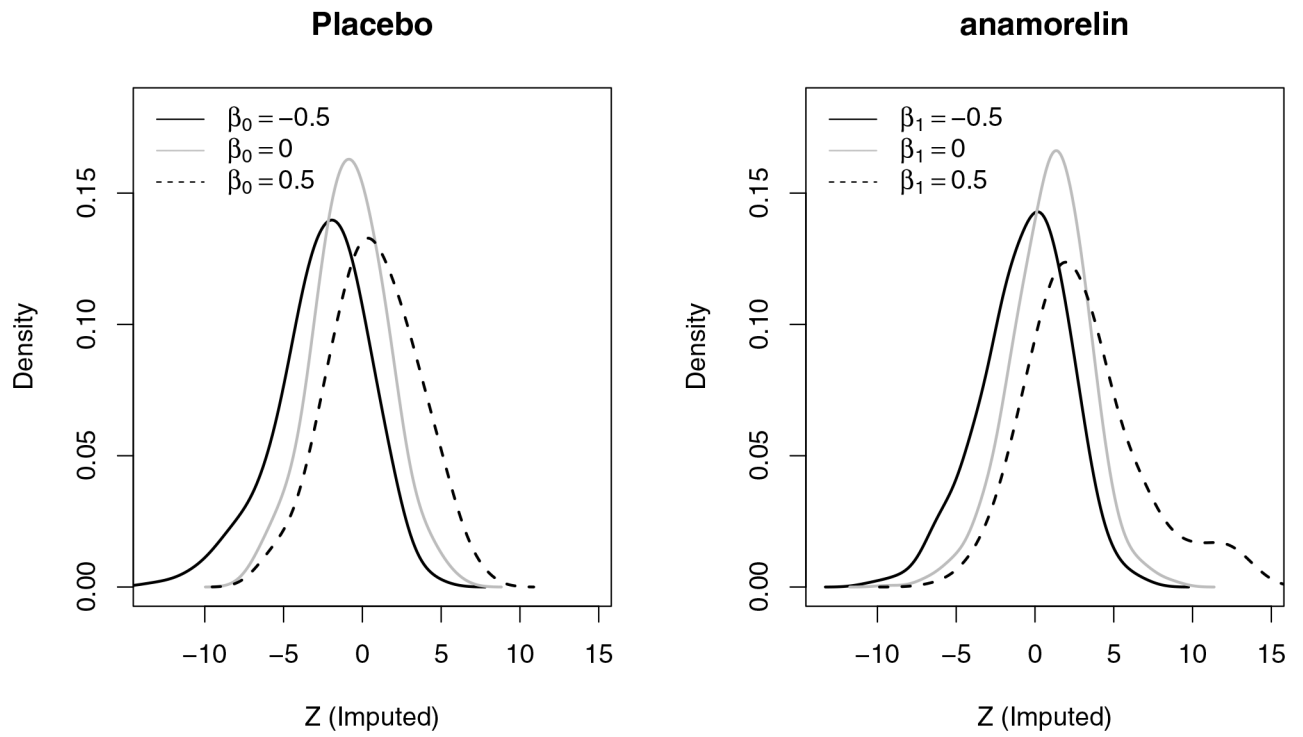 Placebo
β0 = −0.5
β0 = 0
β0 = 0.5
Density
0.00
0.05
0.10
0.15
−10 −5 0 5 10 15
Z (Imputed)
anamorelin
β1 = −0.5
β1 = 0
β1 = 0.5
Density
0.00
0.05
0.10
0.15
−10 −5 0 5 10 15
Z (Imputed)